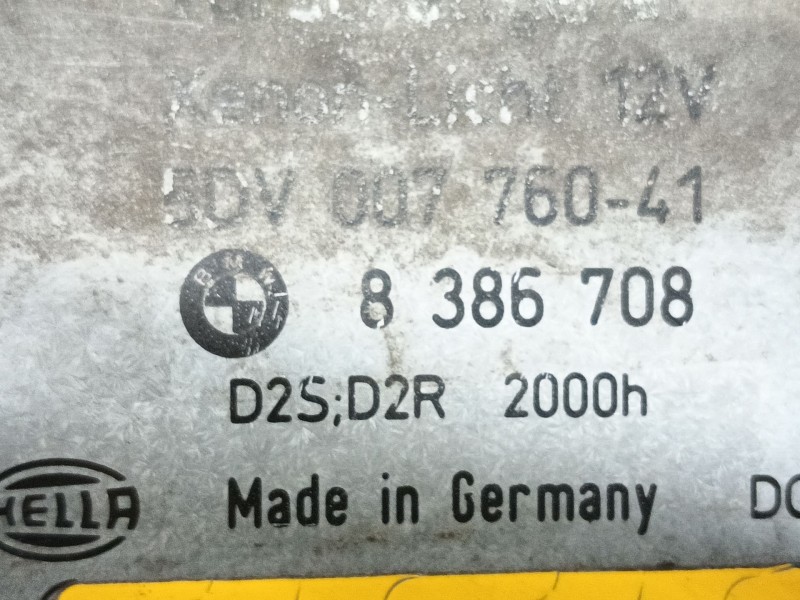 Xenon-Licht 12V
5DV 007 760-41
BMW 8 386 708
D2S;D2R 2000h
HELLA Made in Germany